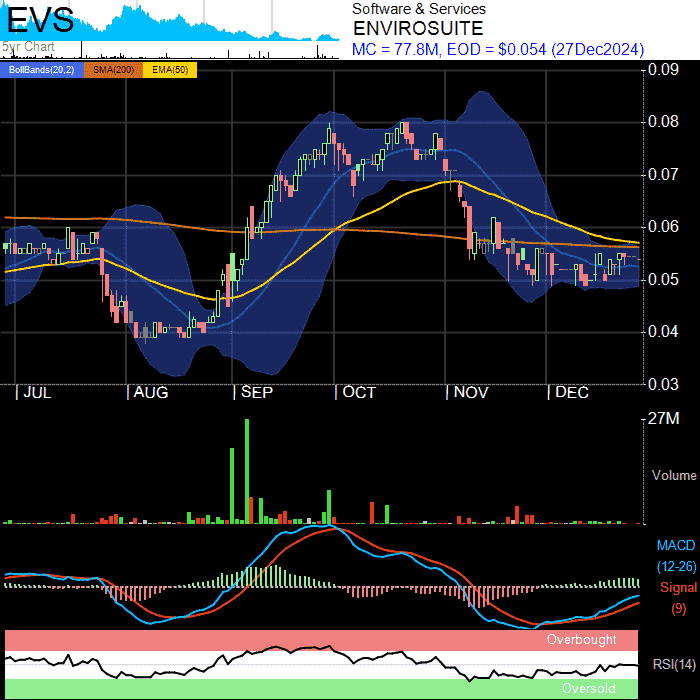 EVS
5yr Chart
Software & Services
ENVIROSUITE
MC = 77.8M, EOD = $0.054 (27Dec2024)
BollBands(20,2) SMA(200) EMA(50)
0.09
0.08
0.07
0.06
0.05
0.04
0.03
JUL AUG SEP OCT NOV DEC
27M
Volume
MACD
(12-26)
Signal
(9)
Overbought
RSI(14)
Oversold